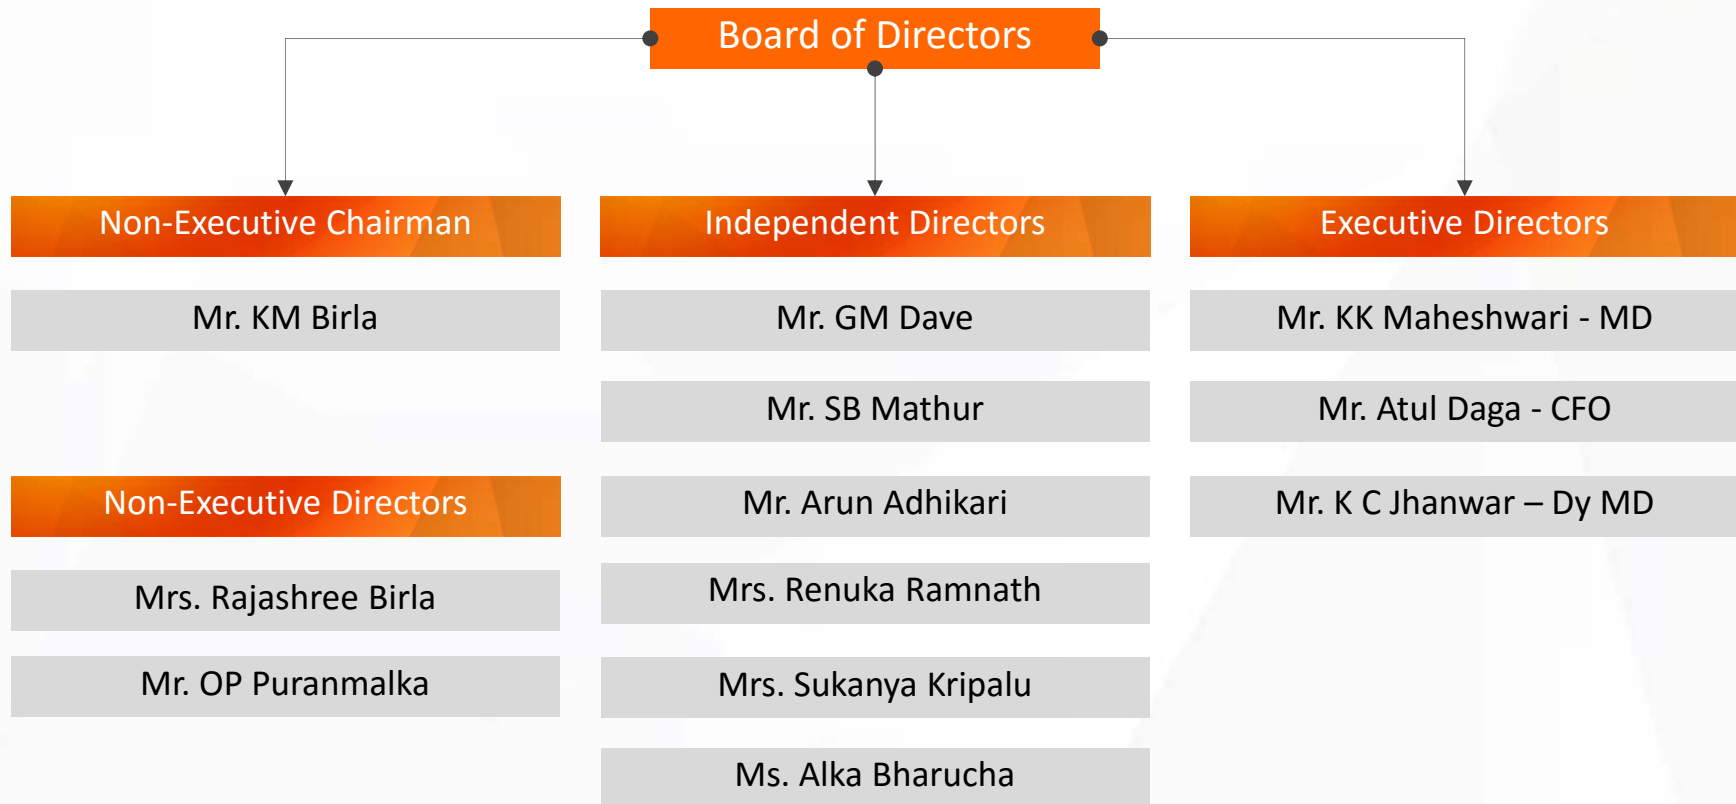 Board of Directors
Non-Executive Chairman
Mr. KM Birla
Non-Executive Directors
Mrs. Rajashree Birla
Mr. OP Puranmalka
Independent Directors
Mr. GM Dave
Mr. SB Mathur
Mr. Arun Adhikari
Mrs. Renuka Ramnath
Mrs. Sukanya Kripalu
Ms. Alka Bharucha
Executive Directors
Mr. KK Maheshwari - MD
Mr. Atul Daga - CFO
Mr. K C Jhanwar – Dy MD